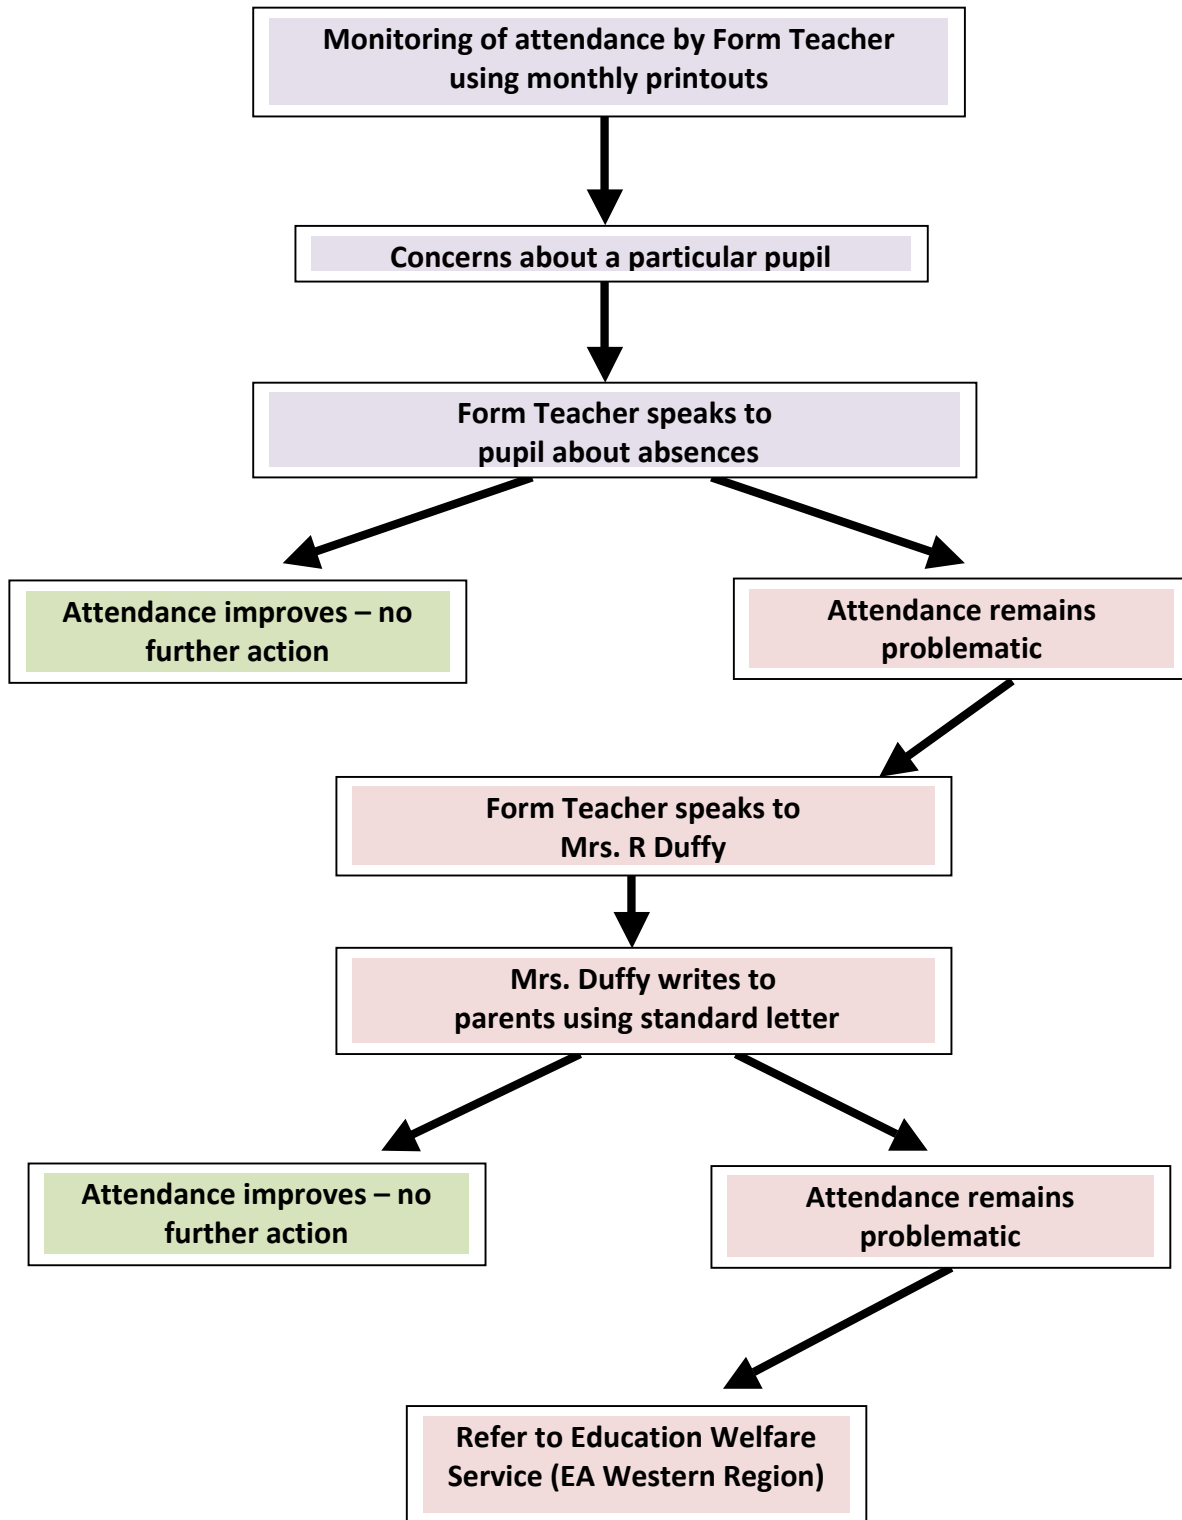 Monitoring of attendance by Form Teacher
using monthly printouts
Concerns about a particular pupil
Form Teacher speaks to
pupil about absences
Attendance improves – no
further action
Attendance remains
problematic
Form Teacher speaks to
Mrs. R Duffy
Mrs. Duffy writes to
parents using standard letter
Attendance improves – no
further action
Attendance remains
problematic
Refer to Education Welfare
Service (EA Western Region)